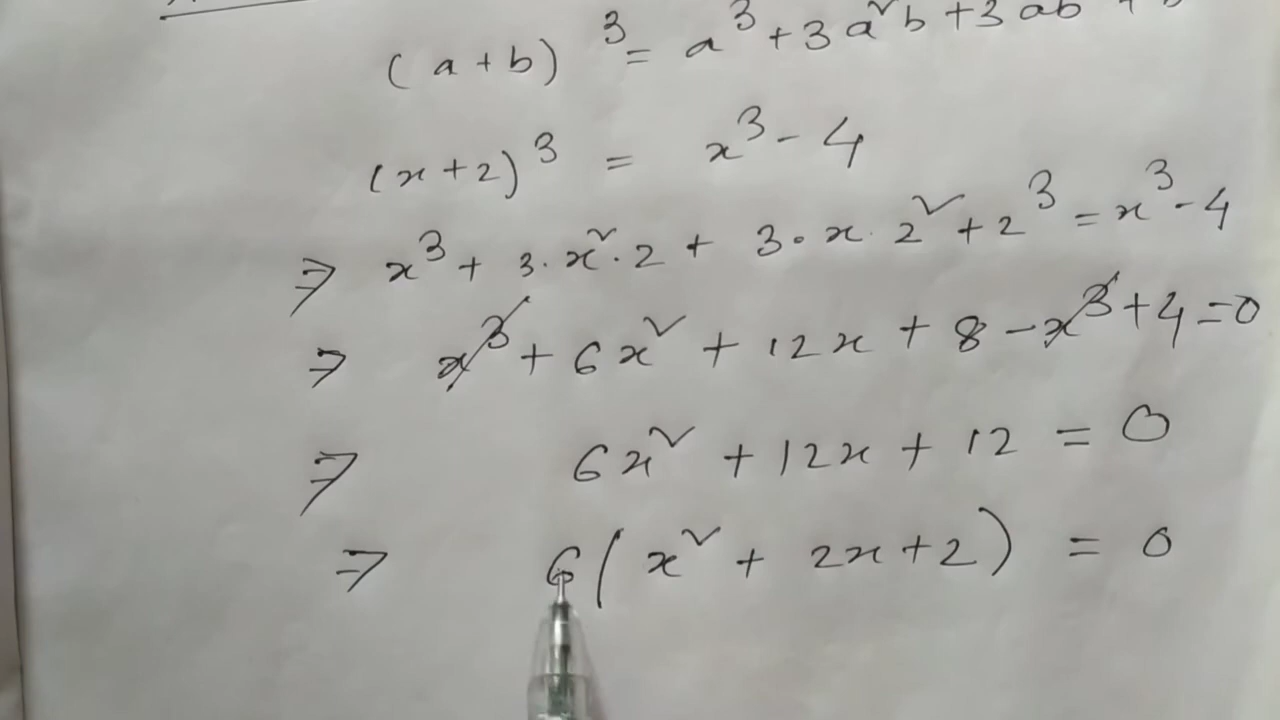 (a+b)³ = a³+3a²b+3ab
(x+2)³ = x³-4
⇒ x³ + 3.x².2 + 3.x.2² + 2³ = x³-4
⇒ x³ + 6x² + 12x + 8 - x³ + 4 = 0
⇒ 6x² + 12x + 12 = 0
⇒ 6(x² + 2x + 2) = 0